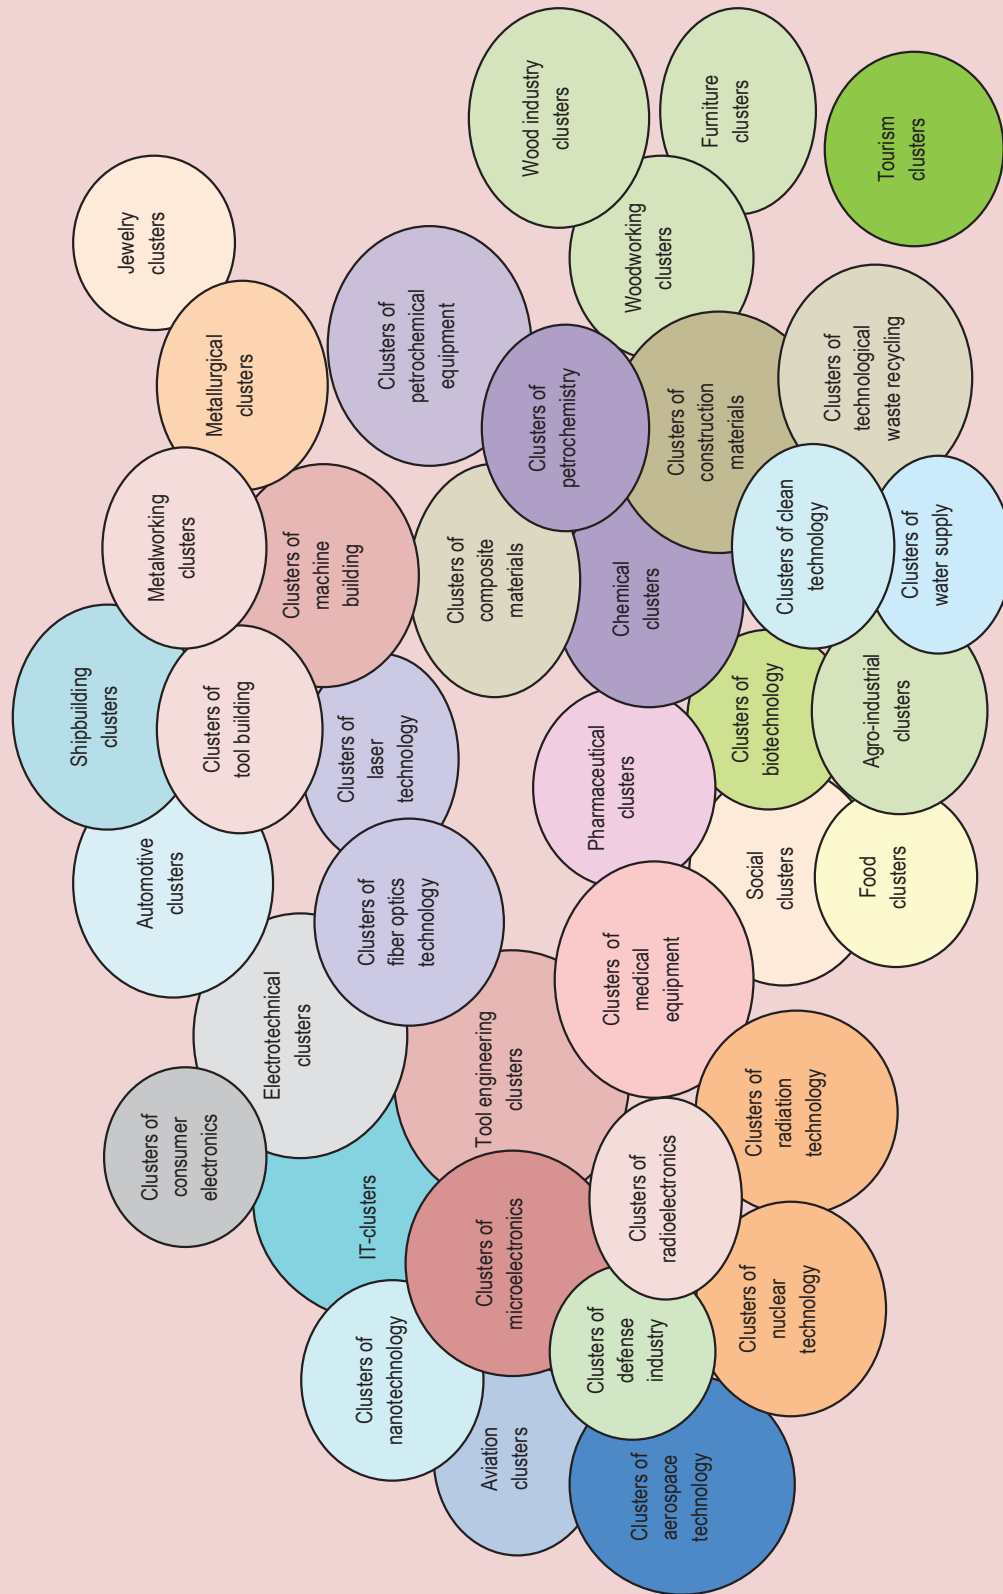 Jewelry
clusters
Metallurgical
clusters
Metalworking
clusters
Shipbuilding
clusters
Clusters of
tool building
Automotive
clusters
Clusters of
machine
building
Clusters of
laser
technology
Clusters of
fiber optics
technology
Electrotechnical
clusters
Clusters of
consumer
electronics
IT-clusters
Clusters of
nanotechnology
Aviation
clusters
Clusters of
microelectronics
Tool engineering
clusters
Clusters of
petrochemical
equipment
Clusters of
composite
materials
Clusters of
petrochemistry
Chemical
clusters
Pharmaceutical
clusters
Clusters of
medical
equipment
Clusters of
radioelectronics
Clusters of
defense
industry
Clusters of
aerospace
technology
Wood industry
clusters
Woodworking
clusters
Furniture
clusters
Clusters of
construction
materials
Clusters of clean
technology
Clusters of
biotechnology
Social
clusters
Clusters of
radiation
technology
Clusters of
nuclear
technology
Tourism
clusters
Clusters of
technological
waste recycling
Clusters of
water supply
Agro-industrial
clusters
Food
clusters